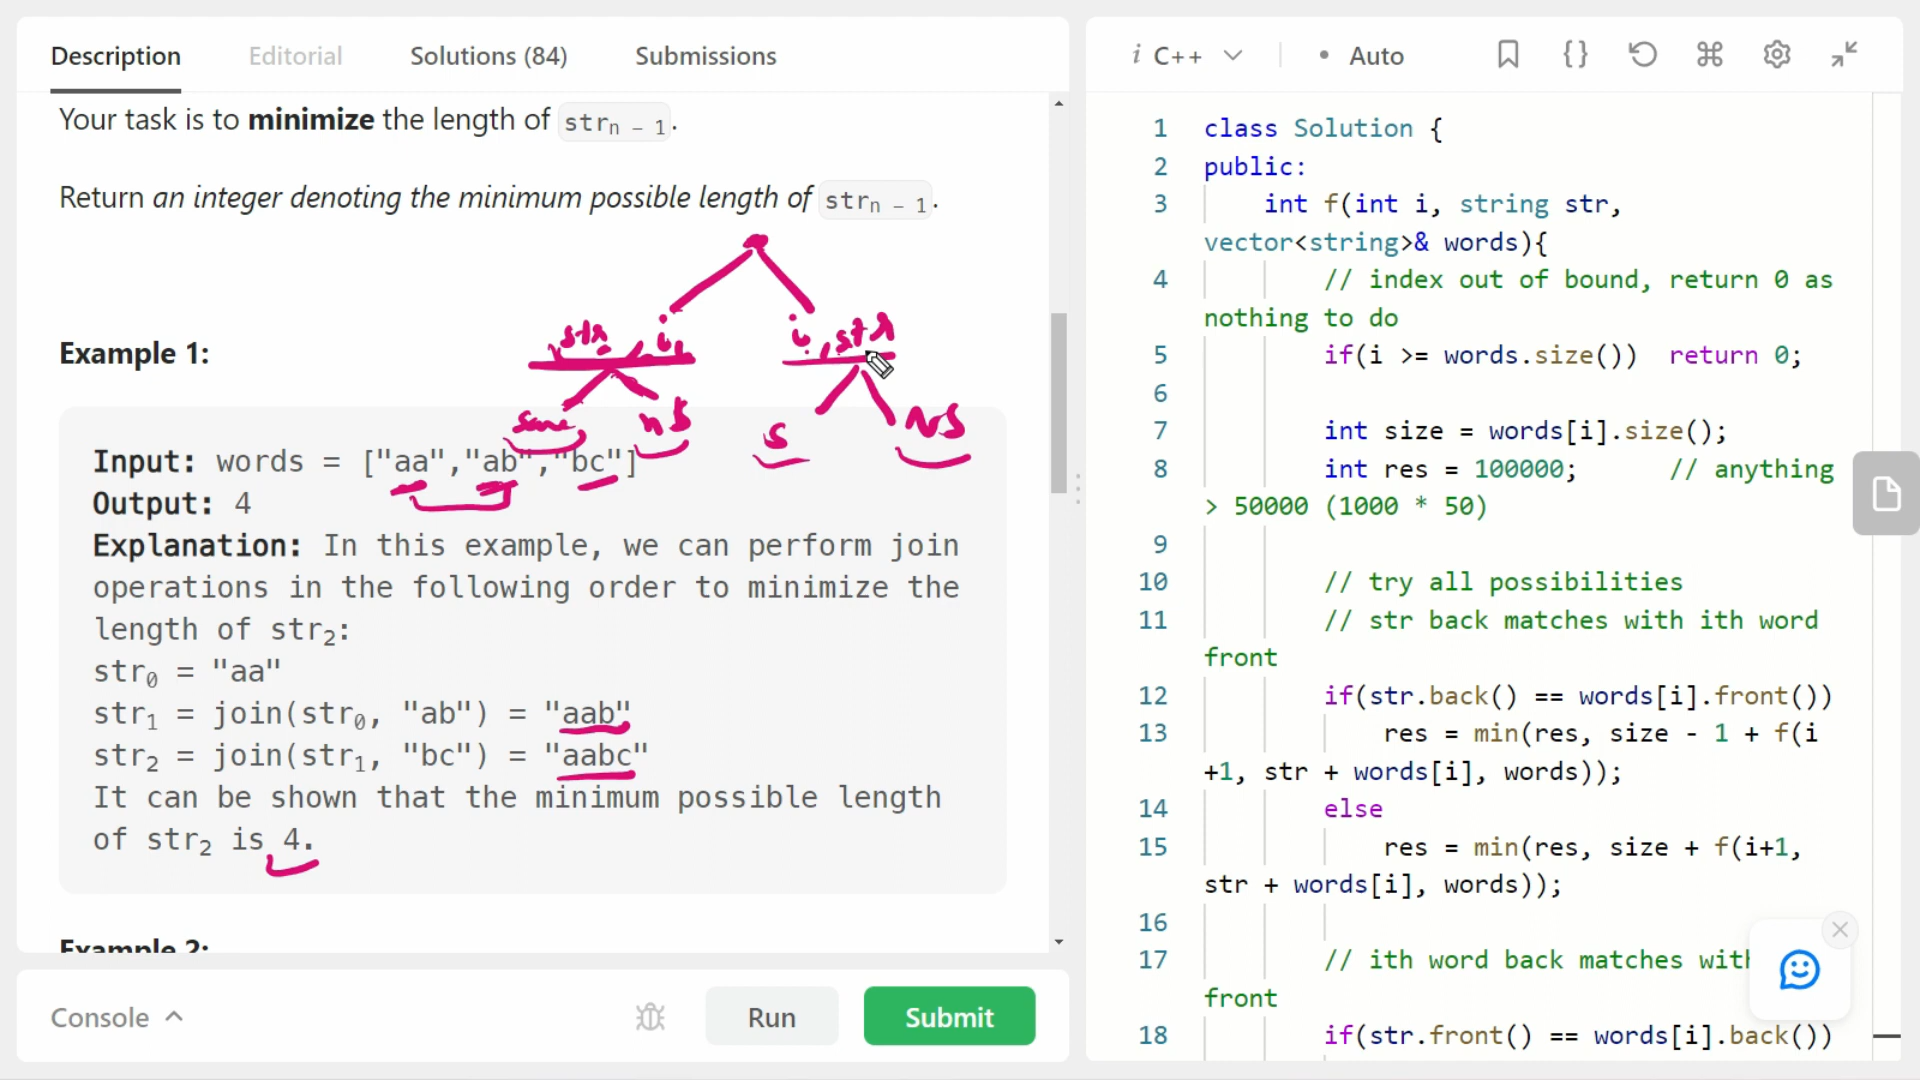 Description Editorial Solutions (84) Submissions
Your task is to minimize the length of strn - 1.
Return an integer denoting the minimum possible length of strn - 1.
str, i i, str
same ns s NS
Example 1:
Input: words = ["aa","ab","bc"]
Output: 4
Explanation: In this example, we can perform join
operations in the following order to minimize the
length of str2:
str0 = "aa"
str1 = join(str0, "ab") = "aab"
str2 = join(str1, "bc") = "aabc"
It can be shown that the minimum possible length
of str2 is 4.
Example 2:
Console Run Submit
i C++ • Auto
1 class Solution {
2 public:
3 int f(int i, string str,
vector<string>& words){
4 // index out of bound, return 0 as
nothing to do
5 if(i >= words.size()) return 0;
6
7 int size = words[i].size();
8 int res = 100000; // anything
> 50000 (1000 * 50)
9
10 // try all possibilities
11 // str back matches with ith word
front
12 if(str.back() == words[i].front())
13 res = min(res, size - 1 + f(i
+1, str + words[i], words));
14 else
15 res = min(res, size + f(i+1,
str + words[i], words));
16
17 // ith word back matches with
front
18 if(str.front() == words[i].back())